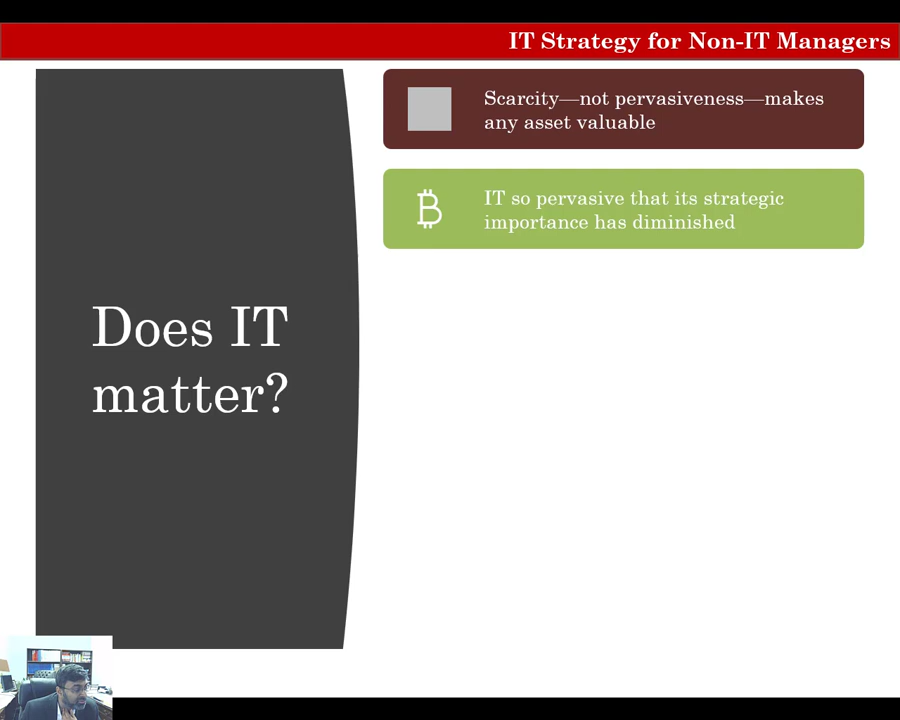 IT Strategy for Non-IT Managers
Scarcity—not pervasiveness—makes
any asset valuable
IT so pervasive that its strategic
importance has diminished
Does IT
matter?